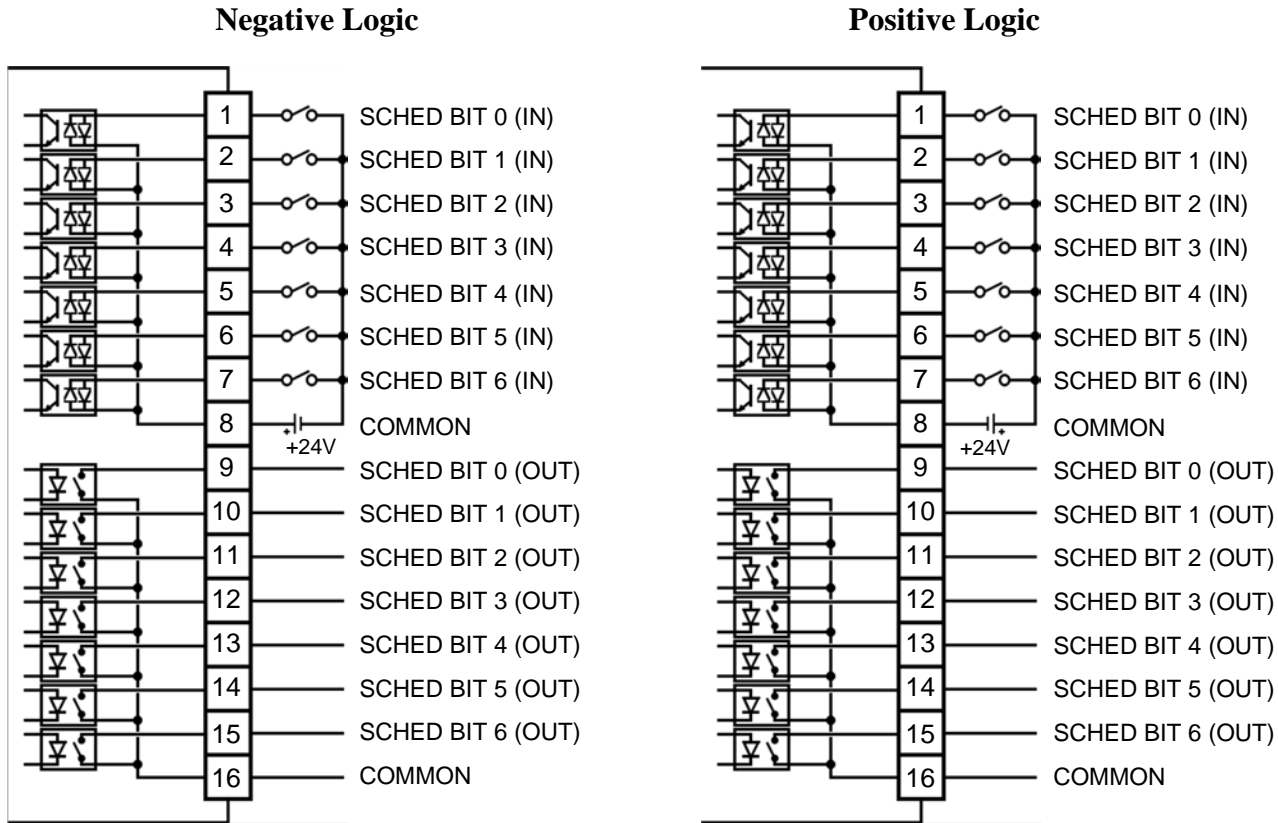 Negative Logic
1 SCHED BIT 0 (IN)
2 SCHED BIT 1 (IN)
3 SCHED BIT 2 (IN)
4 SCHED BIT 3 (IN)
5 SCHED BIT 4 (IN)
6 SCHED BIT 5 (IN)
7 SCHED BIT 6 (IN)
8 COMMON
+24V
9 SCHED BIT 0 (OUT)
10 SCHED BIT 1 (OUT)
11 SCHED BIT 2 (OUT)
12 SCHED BIT 3 (OUT)
13 SCHED BIT 4 (OUT)
14 SCHED BIT 5 (OUT)
15 SCHED BIT 6 (OUT)
16 COMMON
Positive Logic
1 SCHED BIT 0 (IN)
2 SCHED BIT 1 (IN)
3 SCHED BIT 2 (IN)
4 SCHED BIT 3 (IN)
5 SCHED BIT 4 (IN)
6 SCHED BIT 5 (IN)
7 SCHED BIT 6 (IN)
8 COMMON
+24V
9 SCHED BIT 0 (OUT)
10 SCHED BIT 1 (OUT)
11 SCHED BIT 2 (OUT)
12 SCHED BIT 3 (OUT)
13 SCHED BIT 4 (OUT)
14 SCHED BIT 5 (OUT)
15 SCHED BIT 6 (OUT)
16 COMMON